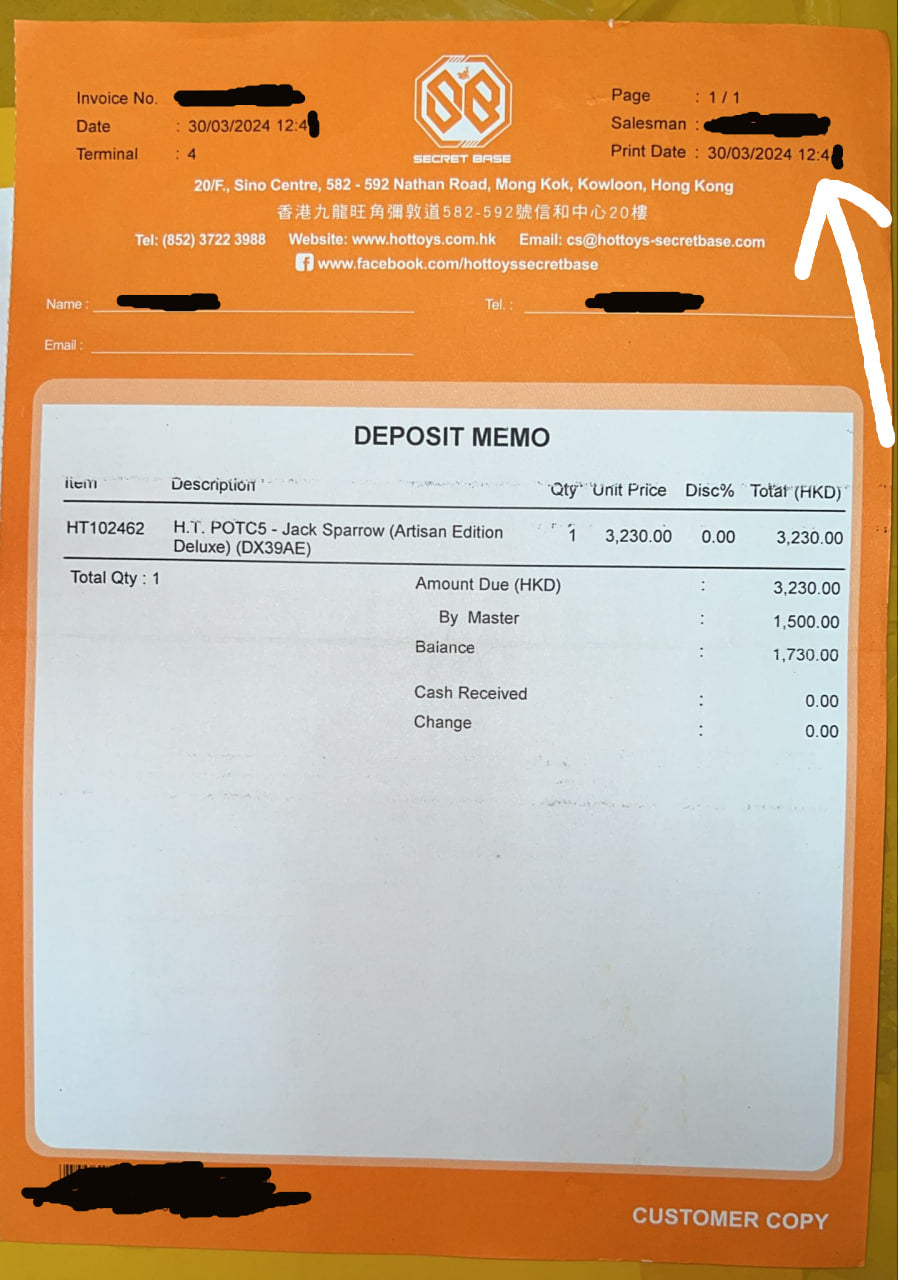 Invoice No.
Date : 30/03/2024 12:4
Terminal : 4
SECRET BASE
Page : 1 / 1
Salesman :
Print Date : 30/03/2024 12:4
20/F., Sino Centre, 582 - 592 Nathan Road, Mong Kok, Kowloon, Hong Kong
香港九龍旺角彌敦道582-592號信和中心20樓
Tel: (852) 3722 3988 Website: www.hottoys.com.hk Email: cs@hottoys-secretbase.com
www.facebook.com/hottoyssecretbase
Name : Tel. :
Email :
DEPOSIT MEMO
Item Description Qty Unit Price Disc% Total (HKD)
HT102462 H.T. POTC5 - Jack Sparrow (Artisan Edition 1 3,230.00 0.00 3,230.00
Deluxe) (DX39AE)
Total Qty : 1 Amount Due (HKD) : 3,230.00
By Master : 1,500.00
Balance : 1,730.00
Cash Received : 0.00
Change : 0.00
CUSTOMER COPY